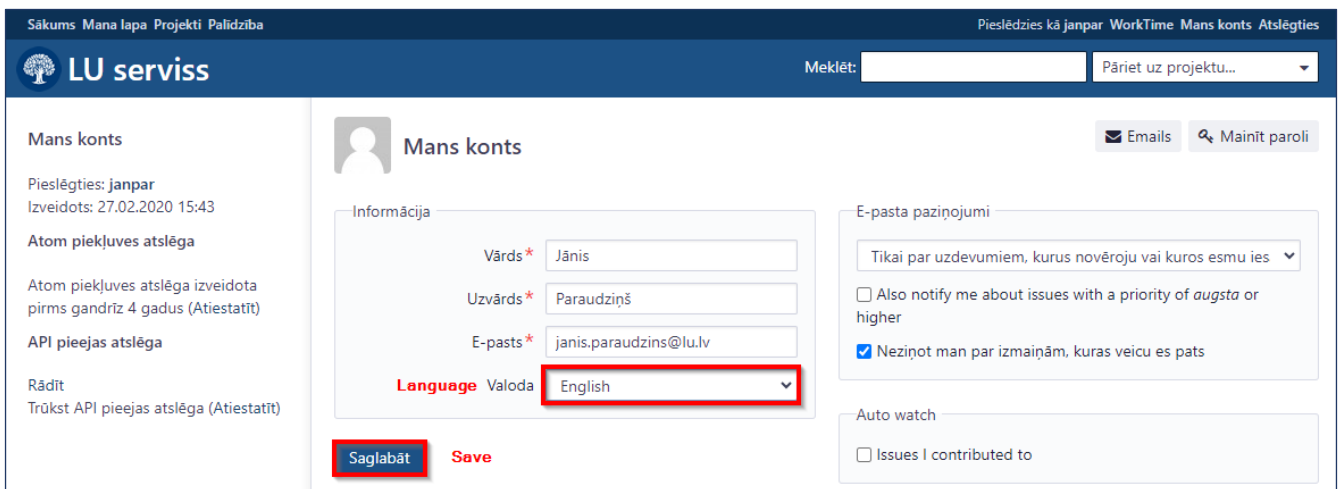 Sākums Mana lapa Projekti Palīdzība
Pieslēdzies kā janpar WorkTime Mans konts Atslēgties
LU serviss
Meklēt:
Pāriet uz projektu...
Mans konts
Pieslēgties: janpar
Izveidots: 27.02.2020 15:43
Atom piekļuves atslēga
Atom piekļuves atslēga izveidota
pirms gandrīz 4 gadus (Atiestatīt)
API pieejas atslēga
Rādīt
Trūkst API pieejas atslēga (Atiestatīt)
Mans konts
Emails
Mainīt paroli
Informācija
Vārds* Jānis
Uzvārds* Paraudziņš
E-pasts* janis.paraudzins@lu.lv
Language Valoda English
Saglabāt Save
E-pasta paziņojumi
Tikai par uzdevumiem, kurus novēroju vai kuros esmu ies
Also notify me about issues with a priority of augsta or
higher
Neziņot man par izmaiņām, kuras veicu es pats
Auto watch
Issues I contributed to